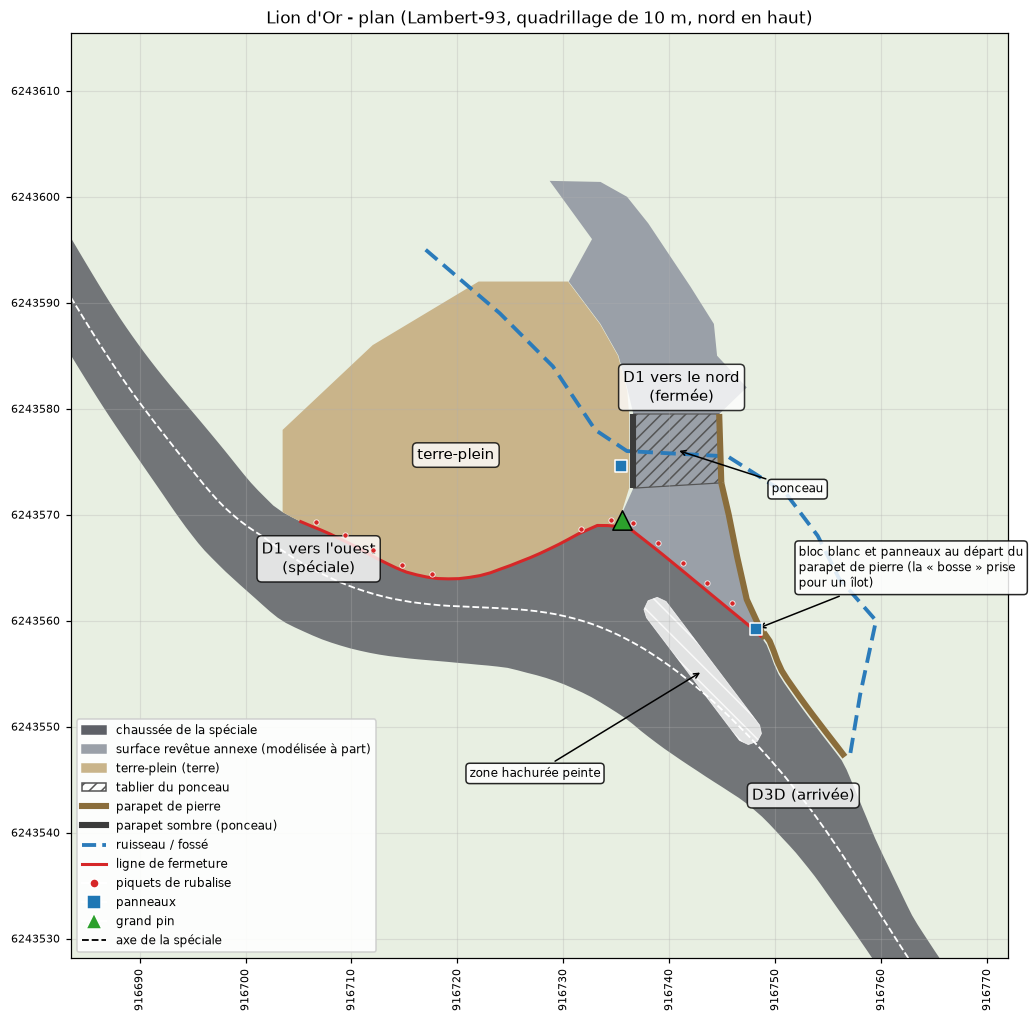 Lion d'Or - plan (Lambert-93, quadrillage de 10 m, nord en haut)
6243610
6243600
6243590
6243580
6243570
6243560
6243550
6243540
6243530
D1 vers le nord
(fermée)
terre-plein
ponceau
D1 vers l'ouest
(spéciale)
bloc blanc et panneaux au départ du
parapet de pierre (la « bosse » prise
pour un îlot)
zone hachurée peinte
D3D (arrivée)
chaussée de la spéciale
surface revêtue annexe (modélisée à part)
terre-plein (terre)
tablier du ponceau
parapet de pierre
parapet sombre (ponceau)
ruisseau / fossé
ligne de fermeture
piquets de rubalise
panneaux
grand pin
axe de la spéciale
916690
916700
916710
916720
916730
916740
916750
916760
916770